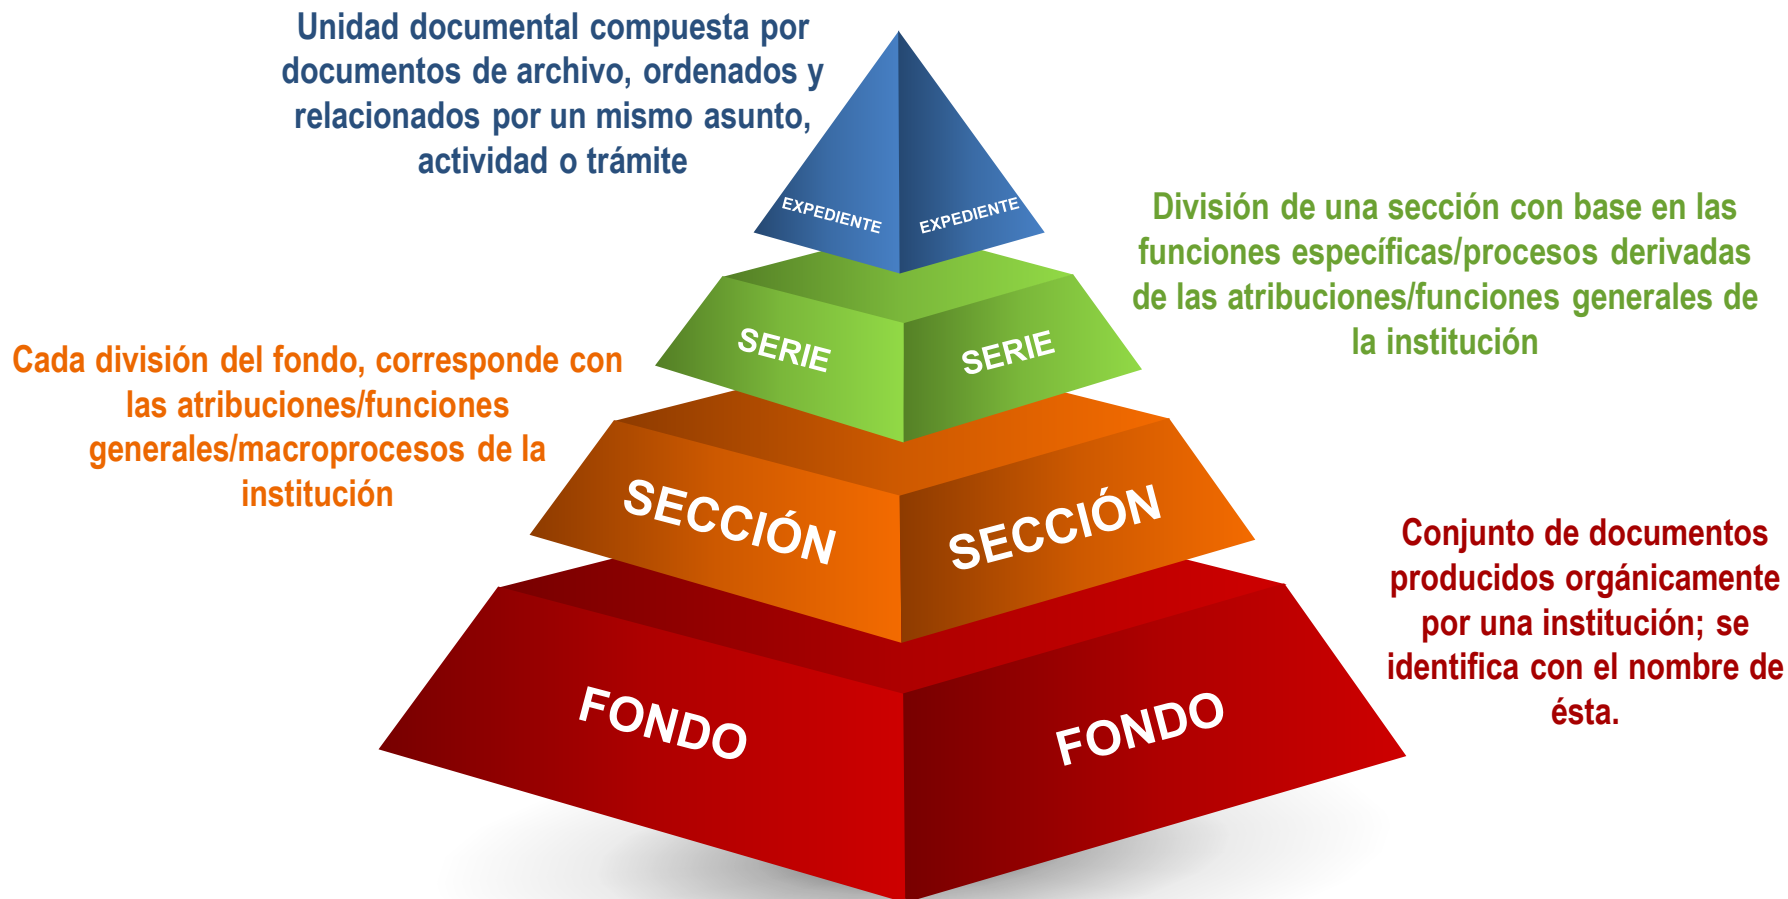 Unidad documental compuesta por
documentos de archivo, ordenados y
relacionados por un mismo asunto,
actividad o trámite
EXPEDIENTE
EXPEDIENTE
División de una sección con base en las
funciones específicas/procesos derivadas
de las atribuciones/funciones generales de
la institución
SERIE
SERIE
Cada división del fondo, corresponde con
las atribuciones/funciones
generales/macroprocesos de la
institución
SECCIÓN
SECCIÓN
Conjunto de documentos
producidos orgánicamente
por una institución; se
identifica con el nombre de
ésta.
FONDO
FONDO